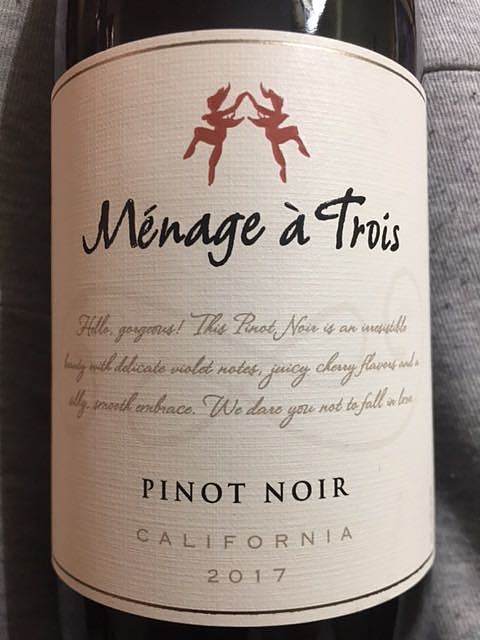 Ménage à Trois
Hello, gorgeous! This Pinot Noir is an irresistible
beauty with delicate violet notes, juicy cherry flavors and a
silky, smooth embrace. We dare you not to fall in love.
PINOT NOIR
CALIFORNIA
2017